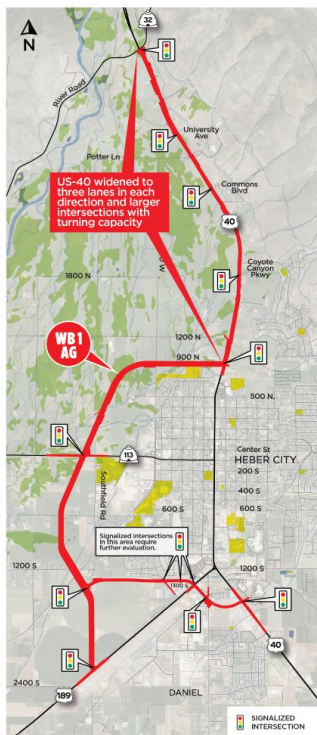 N
32
River Road
University
Ave
Potter Ln
US-40 widened to
three lanes in each
direction and larger
intersections with
turning capacity
Commons
Blvd
40
Coyote
Canyon
Pkwy
1800 N
1200 N
WB1
AG
900 N
500 N.
113
Center St
HEBER CITY
200 S
400 S
600 S
Southfield Rd
600 S
Signalized intersections
in this area require
further evaluation.
1200 S
1300 S
1200 S
40
2400 S
189
DANIEL
SIGNALIZED
INTERSECTION